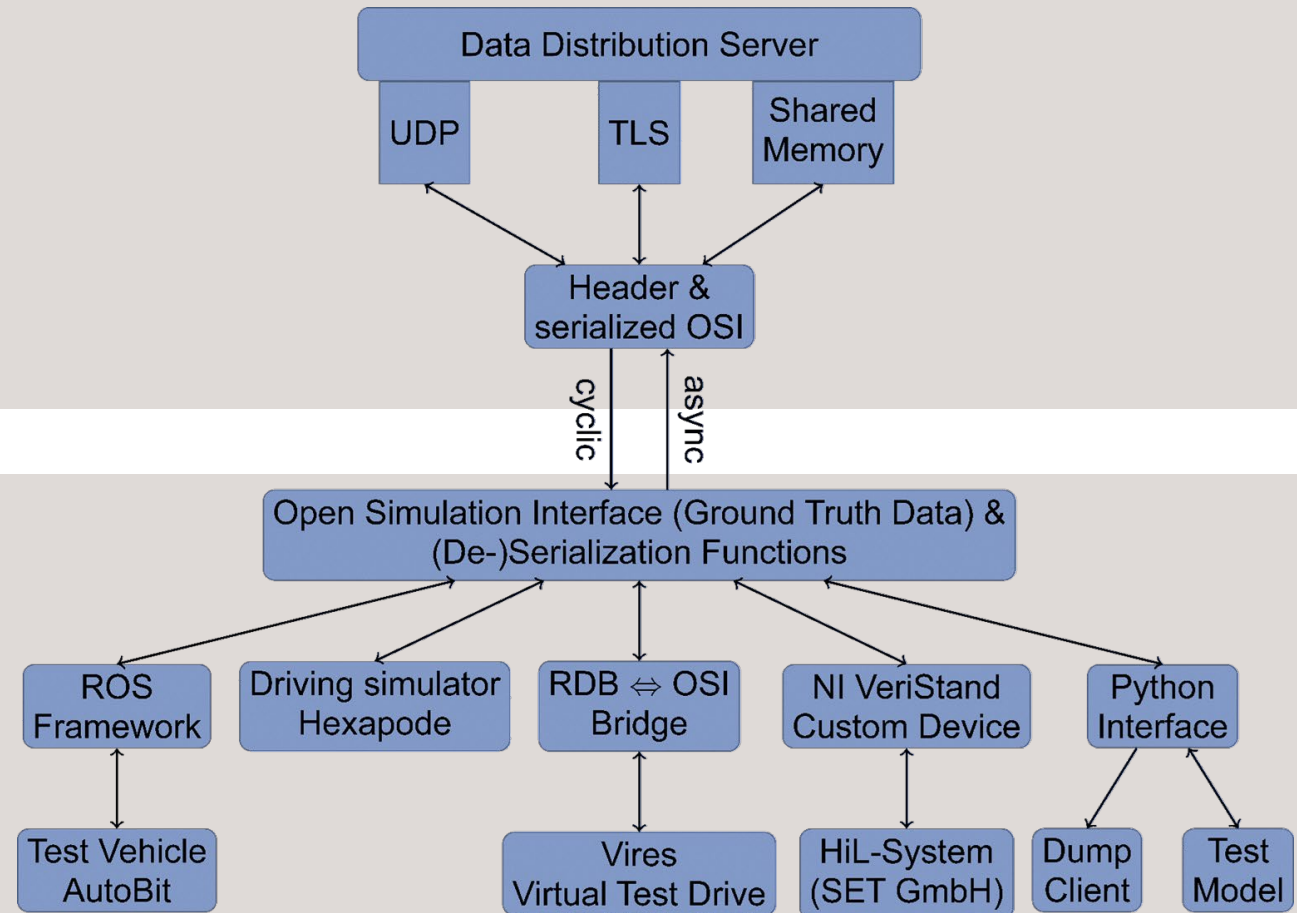 Data Distribution Server
UDP
TLS
Shared
Memory
Header &
serialized OSI
cyclic
async
Open Simulation Interface (Ground Truth Data) &
(De-)Serialization Functions
ROS
Framework
Driving simulator
Hexapode
RDB ⇔ OSI
Bridge
NI VeriStand
Custom Device
Python
Interface
Test Vehicle
AutoBit
Vires
Virtual Test Drive
HiL-System
(SET GmbH)
Dump
Client
Test
Model